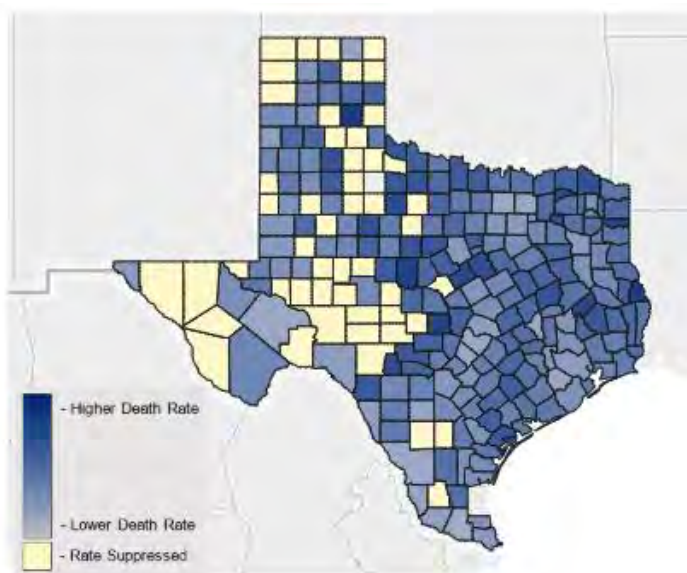 - Higher Death Rate
- Lower Death Rate
- Rate Suppressed